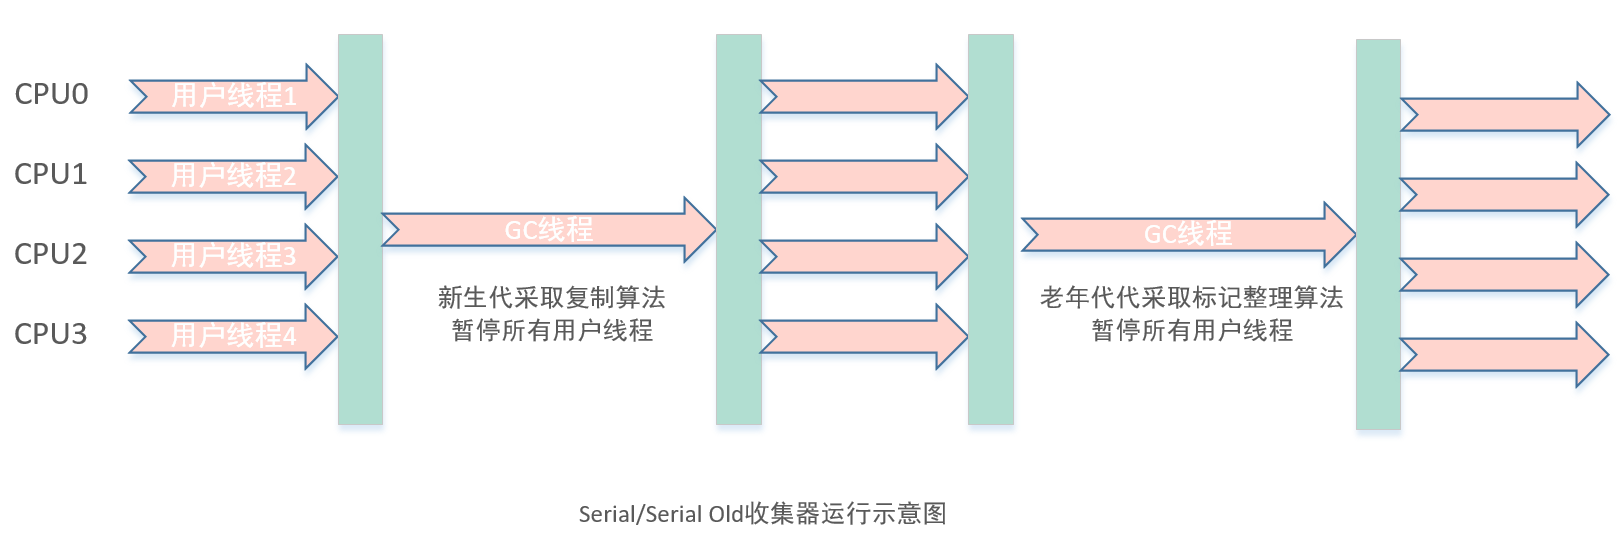 CPU0
用户线程1
CPU1
用户线程2
CPU2
用户线程3
CPU3
用户线程4
GC线程
新生代采取复制算法
暂停所有用户线程
GC线程
老年代代采取标记整理算法
暂停所有用户线程
Serial/Serial Old收集器运行示意图